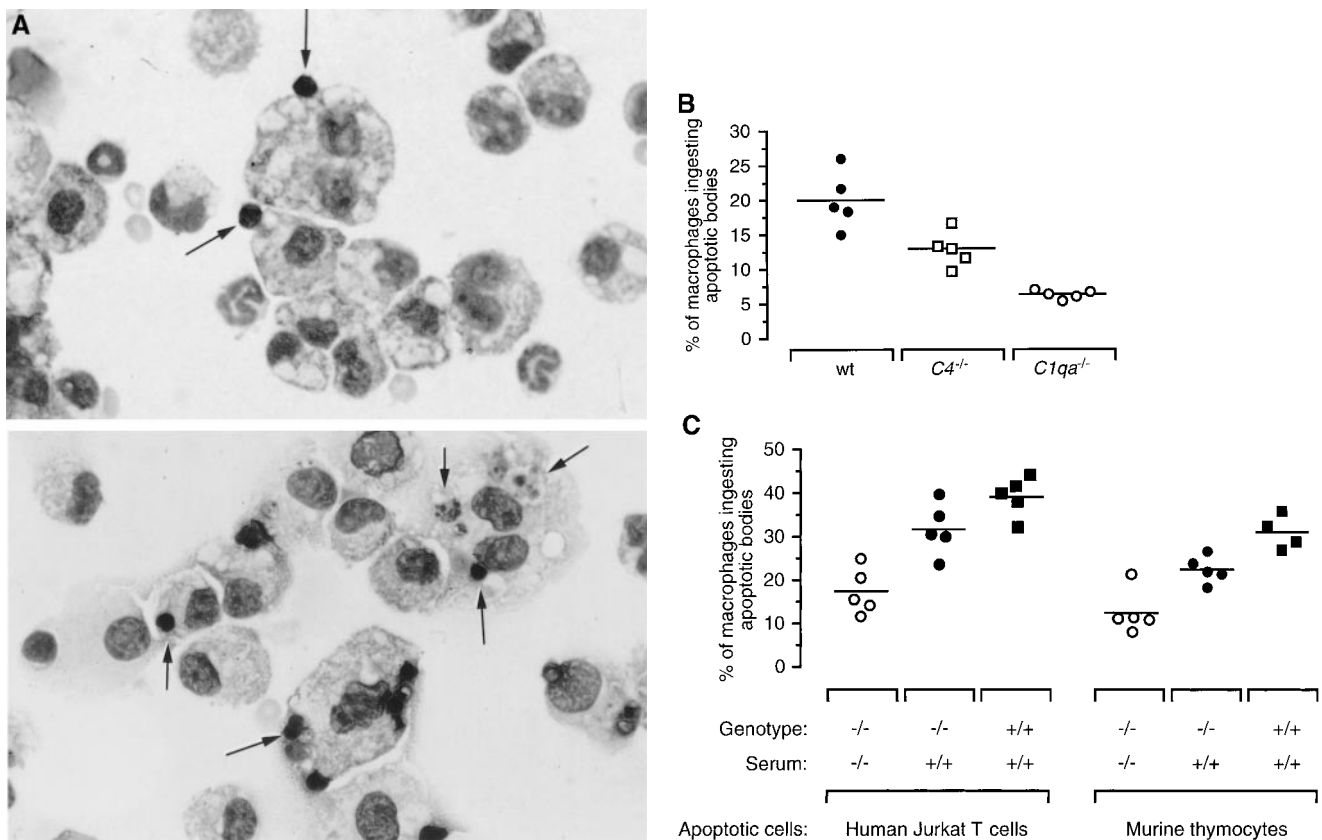 A
B
% of macrophages ingesting
apoptotic bodies
30
25
20
15
10
5
0
wt
C4-/-
C1qa-/-
C
% of macrophages ingesting
apoptotic bodies
50
40
30
20
10
0
Genotype: -/- -/- +/+ -/- -/- +/+
Serum: -/- +/+ +/+ -/- +/+ +/+
Apoptotic cells: Human Jurkat T cells Murine thymocytes